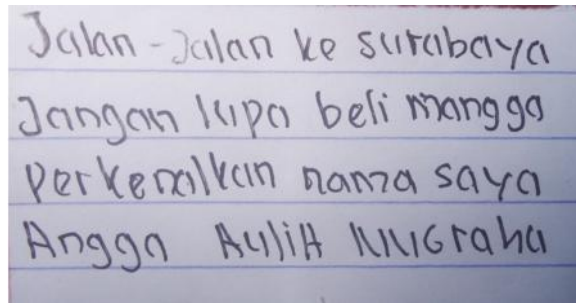 Jalan-Jalan ke surabaya
Jangan lupa beli mangga
Perkenalkan nama saya
Angga Aulia Nugraha